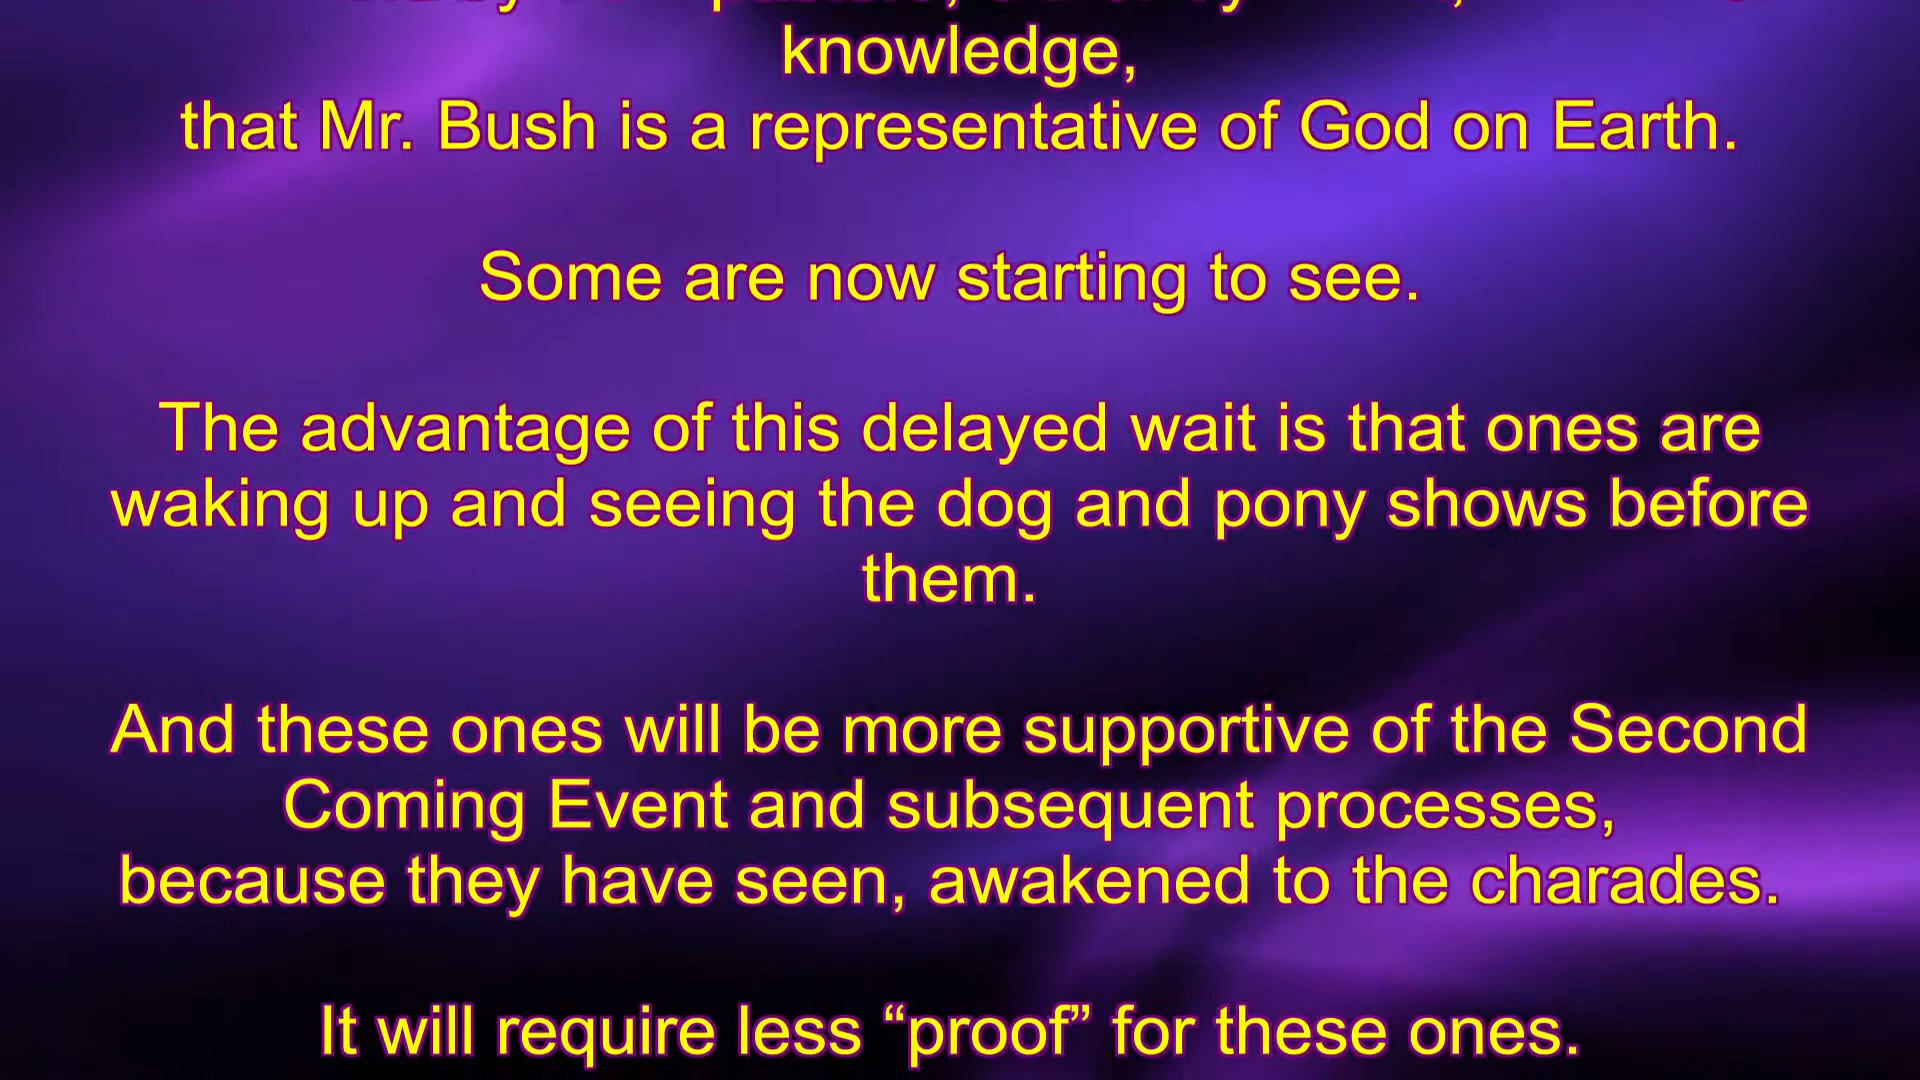 knowledge,
that Mr. Bush is a representative of God on Earth.
Some are now starting to see.
The advantage of this delayed wait is that ones are
waking up and seeing the dog and pony shows before
them.
And these ones will be more supportive of the Second
Coming Event and subsequent processes,
because they have seen, awakened to the charades.
It will require less “proof” for these ones.